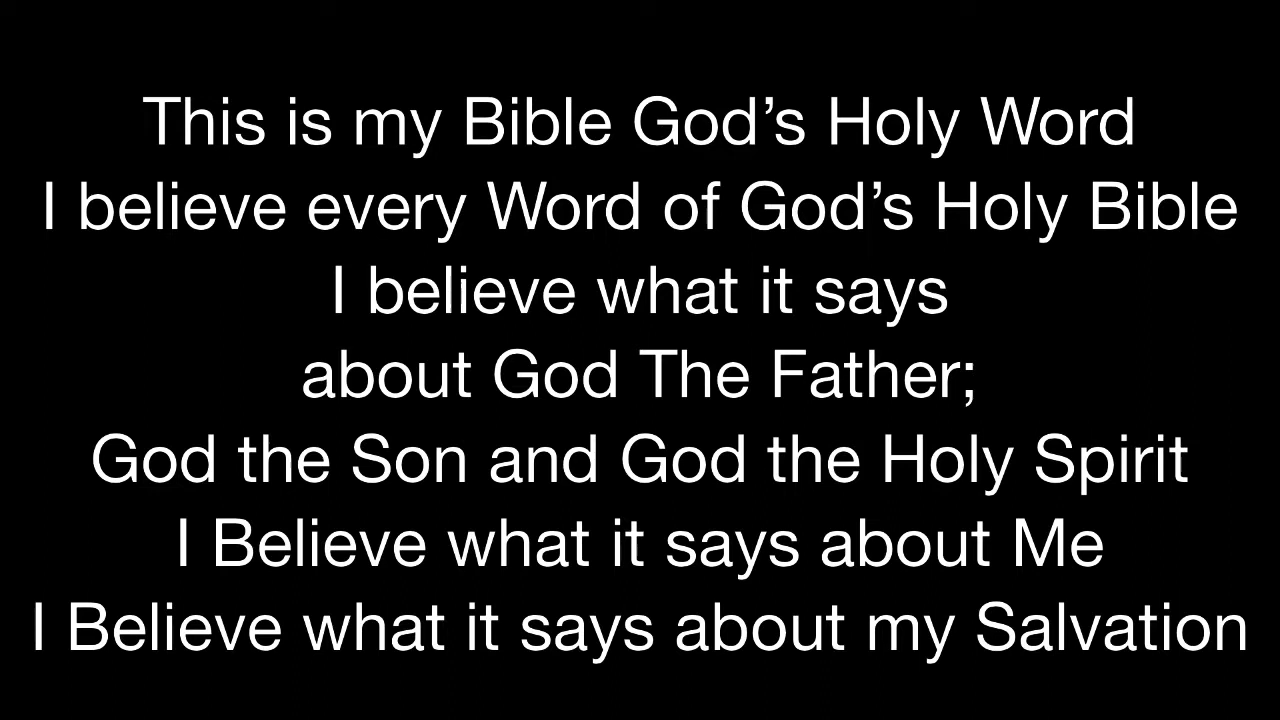 This is my Bible God’s Holy Word
I believe every Word of God’s Holy Bible
I believe what it says
about God The Father;
God the Son and God the Holy Spirit
I Believe what it says about Me
I Believe what it says about my Salvation